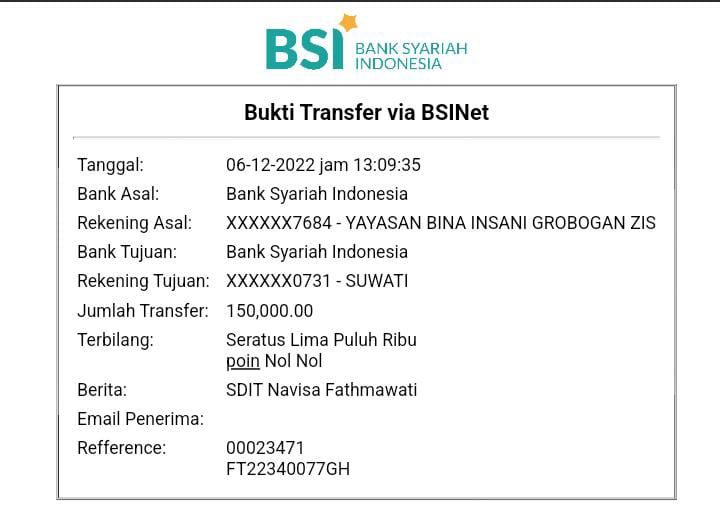 BSI BANK SYARIAH
INDONESIA
Bukti Transfer via BSINet
Tanggal: 06-12-2022 jam 13:09:35
Bank Asal: Bank Syariah Indonesia
Rekening Asal: XXXXXX7684 - YAYASAN BINA INSANI GROBOGAN ZIS
Bank Tujuan: Bank Syariah Indonesia
Rekening Tujuan: XXXXXX0731 - SUWATI
Jumlah Transfer: 150,000.00
Terbilang: Seratus Lima Puluh Ribu
poin Nol Nol
Berita: SDIT Navisa Fathmawati
Email Penerima:
Refference: 00023471
FT22340077GH